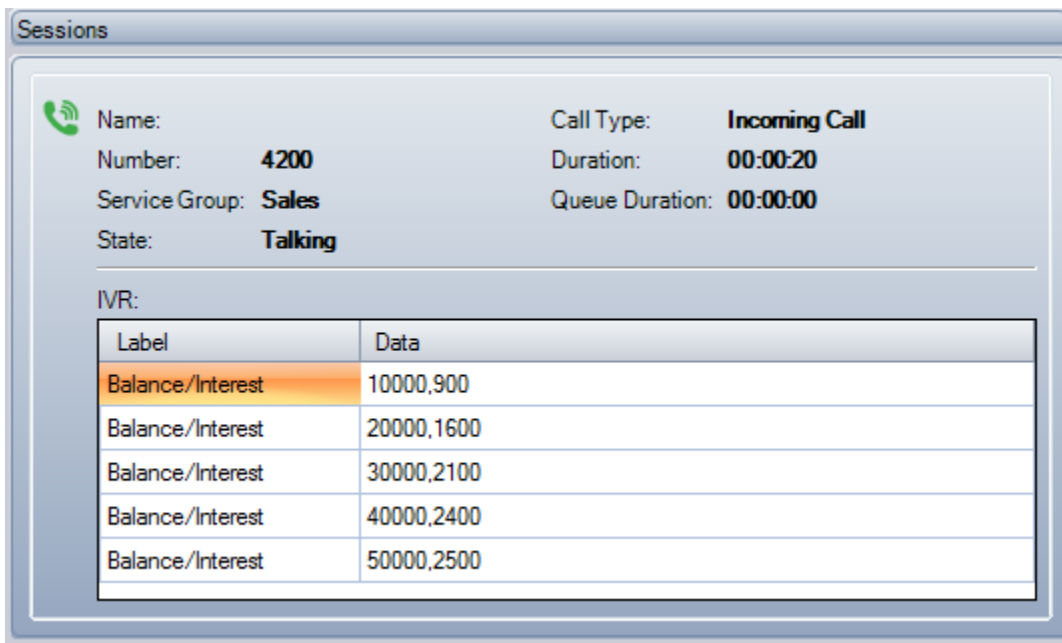 Sessions
Name: Call Type: Incoming Call
Number: 4200 Duration: 00:00:20
Service Group: Sales Queue Duration: 00:00:00
State: Talking
IVR:
Label Data
Balance/Interest 10000,900
Balance/Interest 20000,1600
Balance/Interest 30000,2100
Balance/Interest 40000,2400
Balance/Interest 50000,2500